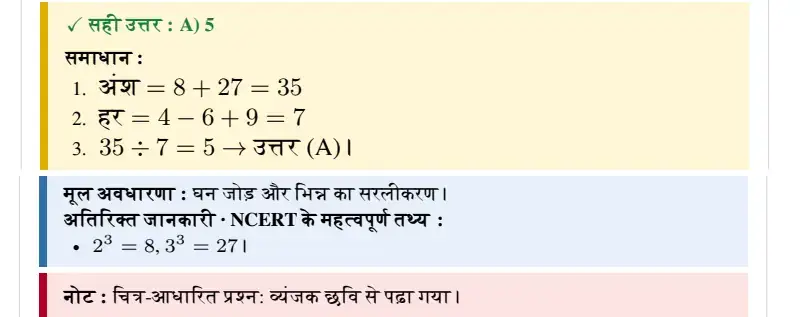 ✓ सही उत्तर : A) 5
समाधान :
1. अंश = 8 + 27 = 35
2. हर = 4 − 6 + 9 = 7
3. 35 ÷ 7 = 5 → उत्तर (A)।
मूल अवधारणा : घन जोड़ और भिन्न का सरलीकरण।
अतिरिक्त जानकारी · NCERT के महत्वपूर्ण तथ्य :
• 2³ = 8, 3³ = 27।
नोट : चित्र-आधारित प्रश्न: व्यंजक छवि से पढ़ा गया।